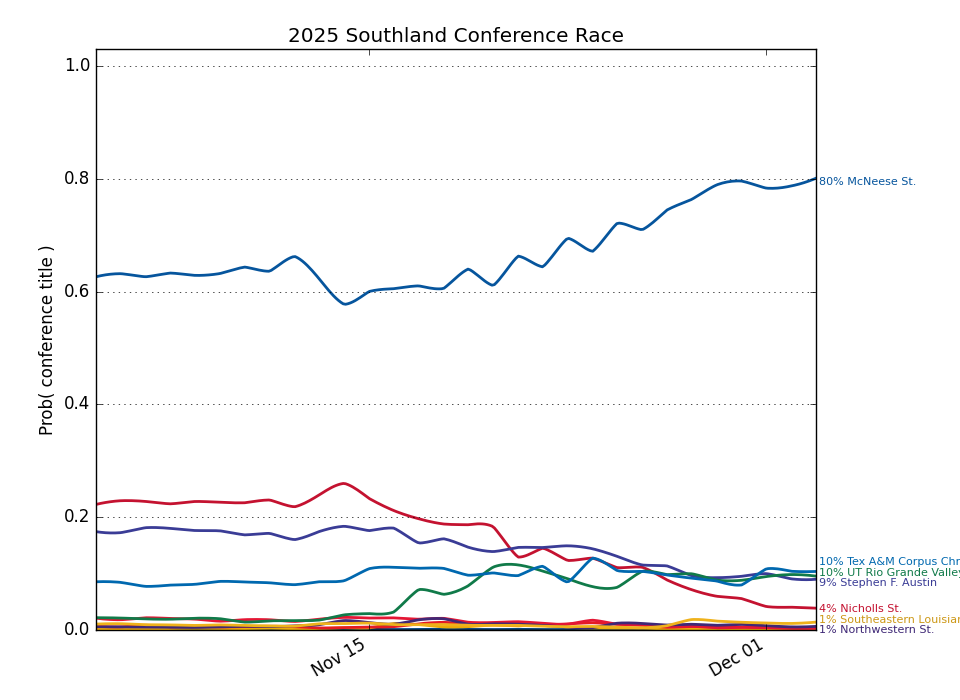 2025 Southland Conference Race
Prob( conference title )
1.0
0.8
0.6
0.4
0.2
0.0
Nov 15
Dec 01
80% McNeese St.
10% Tex A&M Corpus Chr
10% UT Rio Grande Valley
9% Stephen F. Austin
4% Nicholls St.
1% Southeastern Louisian
1% Northwestern St.